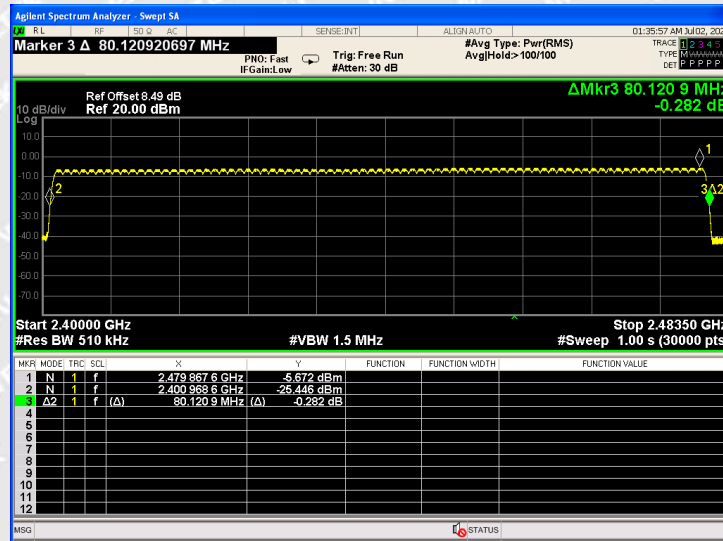 Agilent Spectrum Analyzer - Swept SA
LXI RL RF 50 Ω AC SENSE:INT ALIGN AUTO 01:35:57 AM Jul 02, 202
Marker 3 Δ 80.120920697 MHz
#Avg Type: Pwr(RMS)
TRACE 1 2 3 4 5
PNO: Fast Trig: Free Run Avg|Hold:>100/100
TYPE M
IFGain:Low #Atten: 30 dB
DET P P P P P
ΔMkr3 80.120 9 MHz
-0.282 dB
Ref Offset 8.49 dB
10 dB/div Ref 20.00 dBm
Log
10.0
0.00
-10.0
-20.0
-30.0
-40.0
-50.0
-60.0
-70.0
1
2
3Δ2
Start 2.40000 GHz Stop 2.48350 GHz
#Res BW 510 kHz #VBW 1.5 MHz #Sweep 1.00 s (30000 pts
MKR MODE TRC SCL X Y FUNCTION FUNCTION WIDTH FUNCTION VALUE
1 N 1 f 2.479 867 6 GHz -5.672 dBm
2 N 1 f 2.400 968 6 GHz -25.446 dBm
3 Δ2 1 f (Δ) 80.120 9 MHz (Δ) -0.282 dB
4
5
6
7
8
9
10
11
12
MSG STATUS